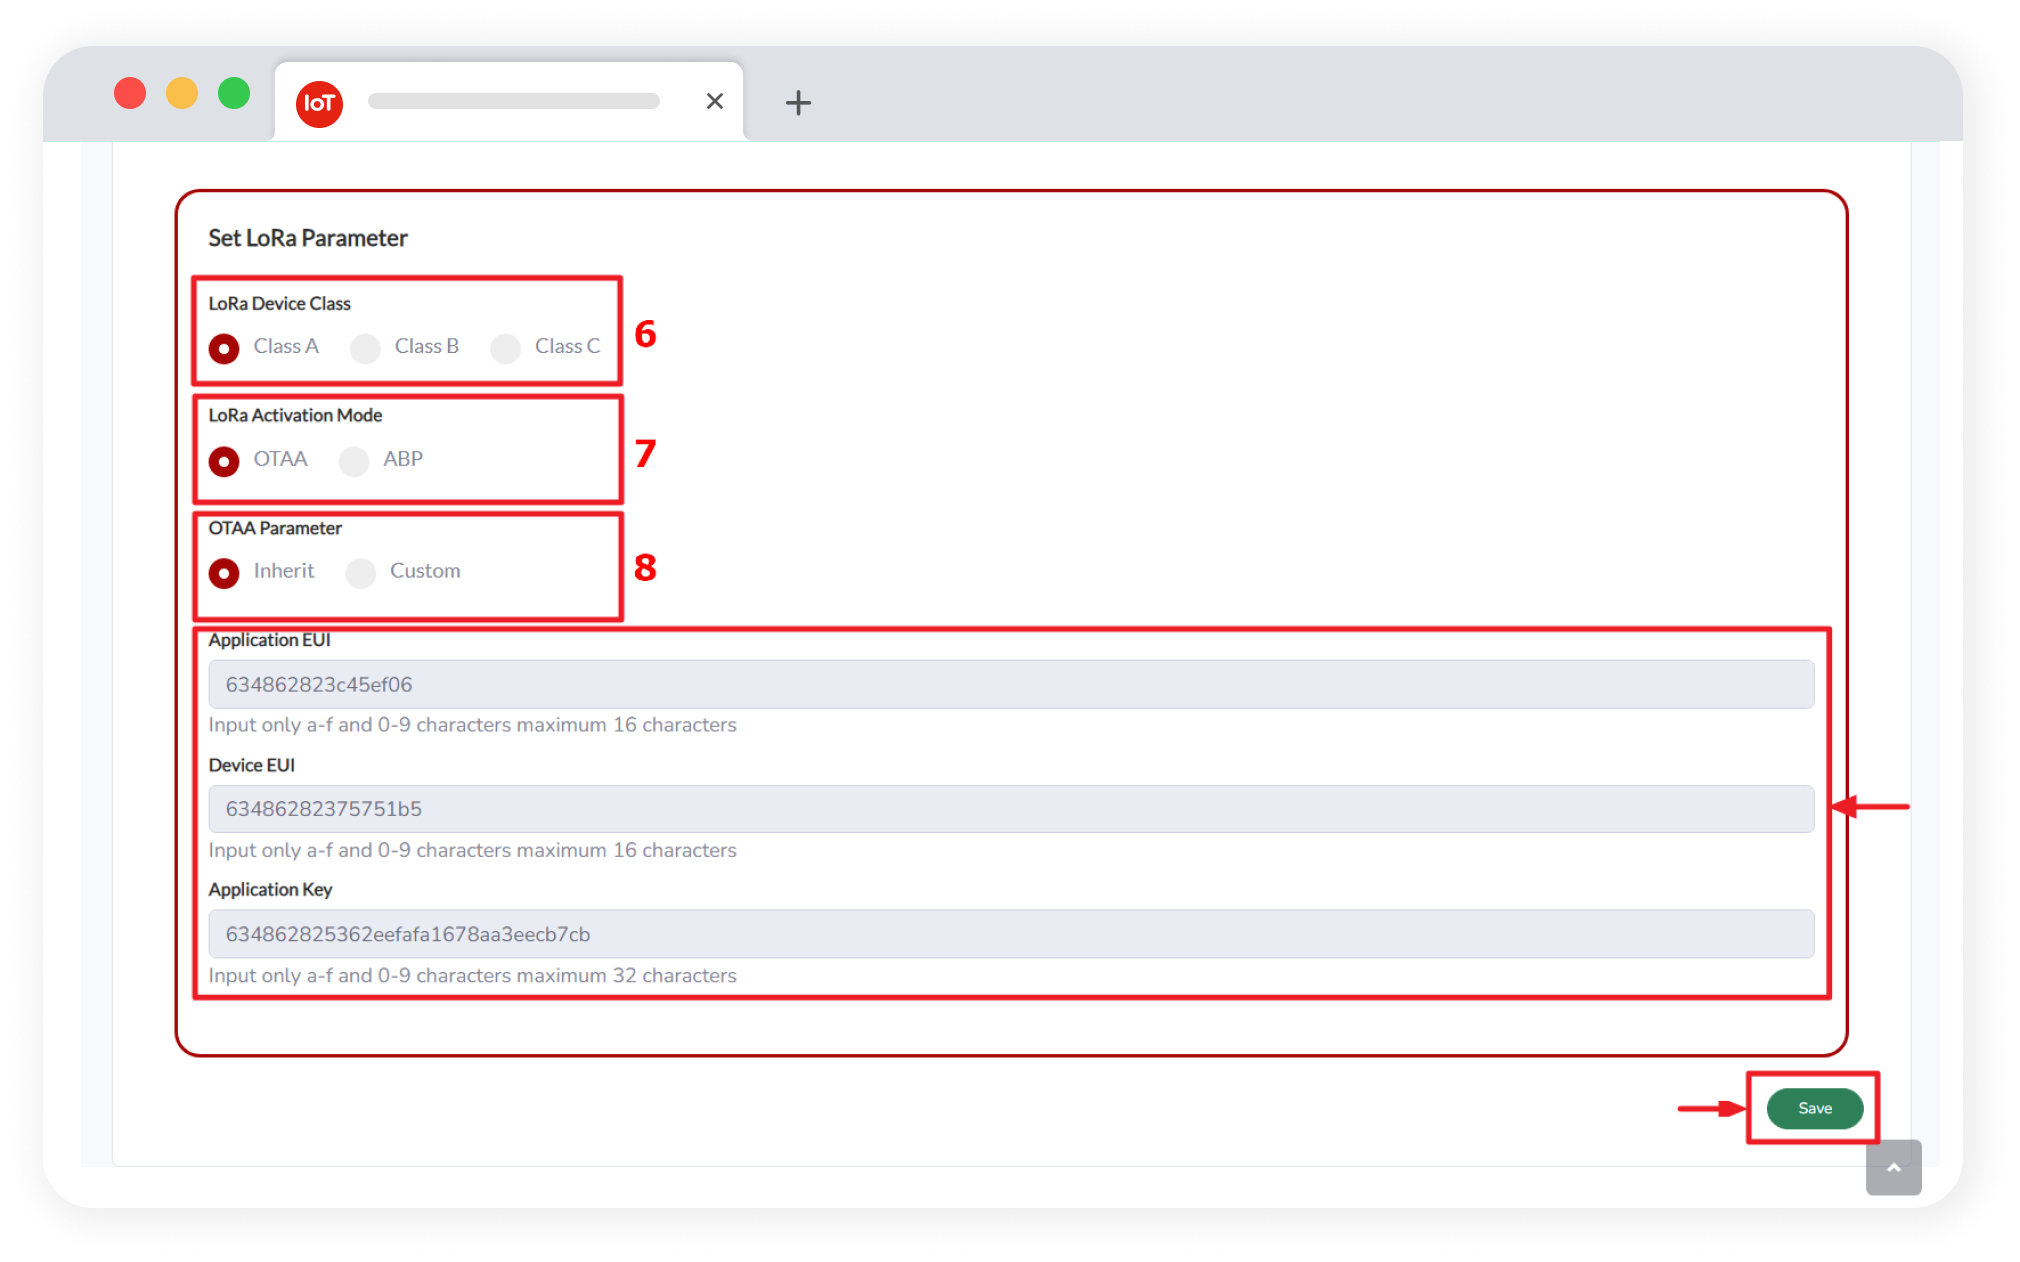 IoT
Set LoRa Parameter
LoRa Device Class
Class A Class B Class C
6
LoRa Activation Mode
OTAA ABP
7
OTAA Parameter
Inherit Custom
8
Application EUI
634862823c45ef06
Input only a-f and 0-9 characters maximum 16 characters
Device EUI
63486282375751b5
Input only a-f and 0-9 characters maximum 16 characters
Application Key
634862825362eefafa1678aa3eecb7cb
Input only a-f and 0-9 characters maximum 32 characters
Save